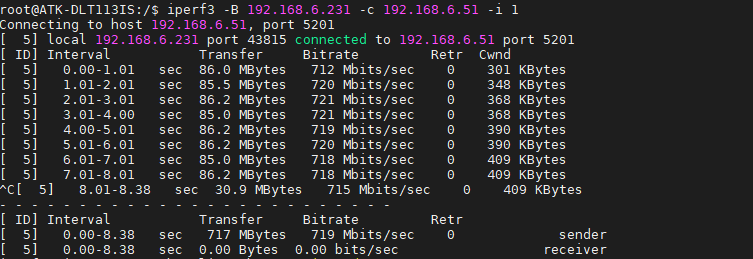 root@ATK-DLT113IS:/$ iperf3 -B 192.168.6.231 -c 192.168.6.51 -i 1
Connecting to host 192.168.6.51, port 5201
[  5] local 192.168.6.231 port 43815 connected to 192.168.6.51 port 5201
[ ID] Interval           Transfer     Bitrate         Retr  Cwnd
[  5]   0.00-1.01   sec  86.0 MBytes   712 Mbits/sec    0    301 KBytes
[  5]   1.01-2.01   sec  85.5 MBytes   720 Mbits/sec    0    348 KBytes
[  5]   2.01-3.01   sec  86.2 MBytes   721 Mbits/sec    0    368 KBytes
[  5]   3.01-4.00   sec  85.0 MBytes   721 Mbits/sec    0    368 KBytes
[  5]   4.00-5.01   sec  86.2 MBytes   719 Mbits/sec    0    390 KBytes
[  5]   5.01-6.01   sec  86.2 MBytes   720 Mbits/sec    0    390 KBytes
[  5]   6.01-7.01   sec  85.0 MBytes   718 Mbits/sec    0    409 KBytes
[  5]   7.01-8.01   sec  86.2 MBytes   718 Mbits/sec    0    409 KBytes
^C[  5]   8.01-8.38   sec  30.9 MBytes   715 Mbits/sec    0    409 KBytes
- - - - - - - - - - - - - - - - - - - - - - - - -
[ ID] Interval           Transfer     Bitrate         Retr
[  5]   0.00-8.38   sec   717 MBytes   719 Mbits/sec    0             sender
[  5]   0.00-8.38   sec  0.00 Bytes  0.00 bits/sec                  receiver